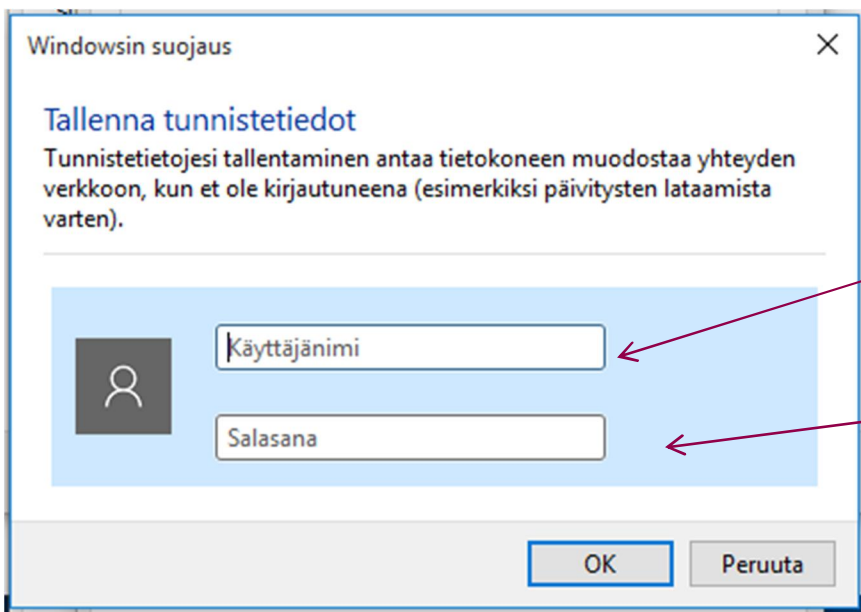 Windowsin suojaus
Tallenna tunnistetiedot
Tunnistetietojesi tallentaminen antaa tietokoneen muodostaa yhteyden
verkkoon, kun et ole kirjautuneena (esimerkiksi päivitysten lataamista
varten).
Käyttäjänimi
Salasana
OK Peruuta